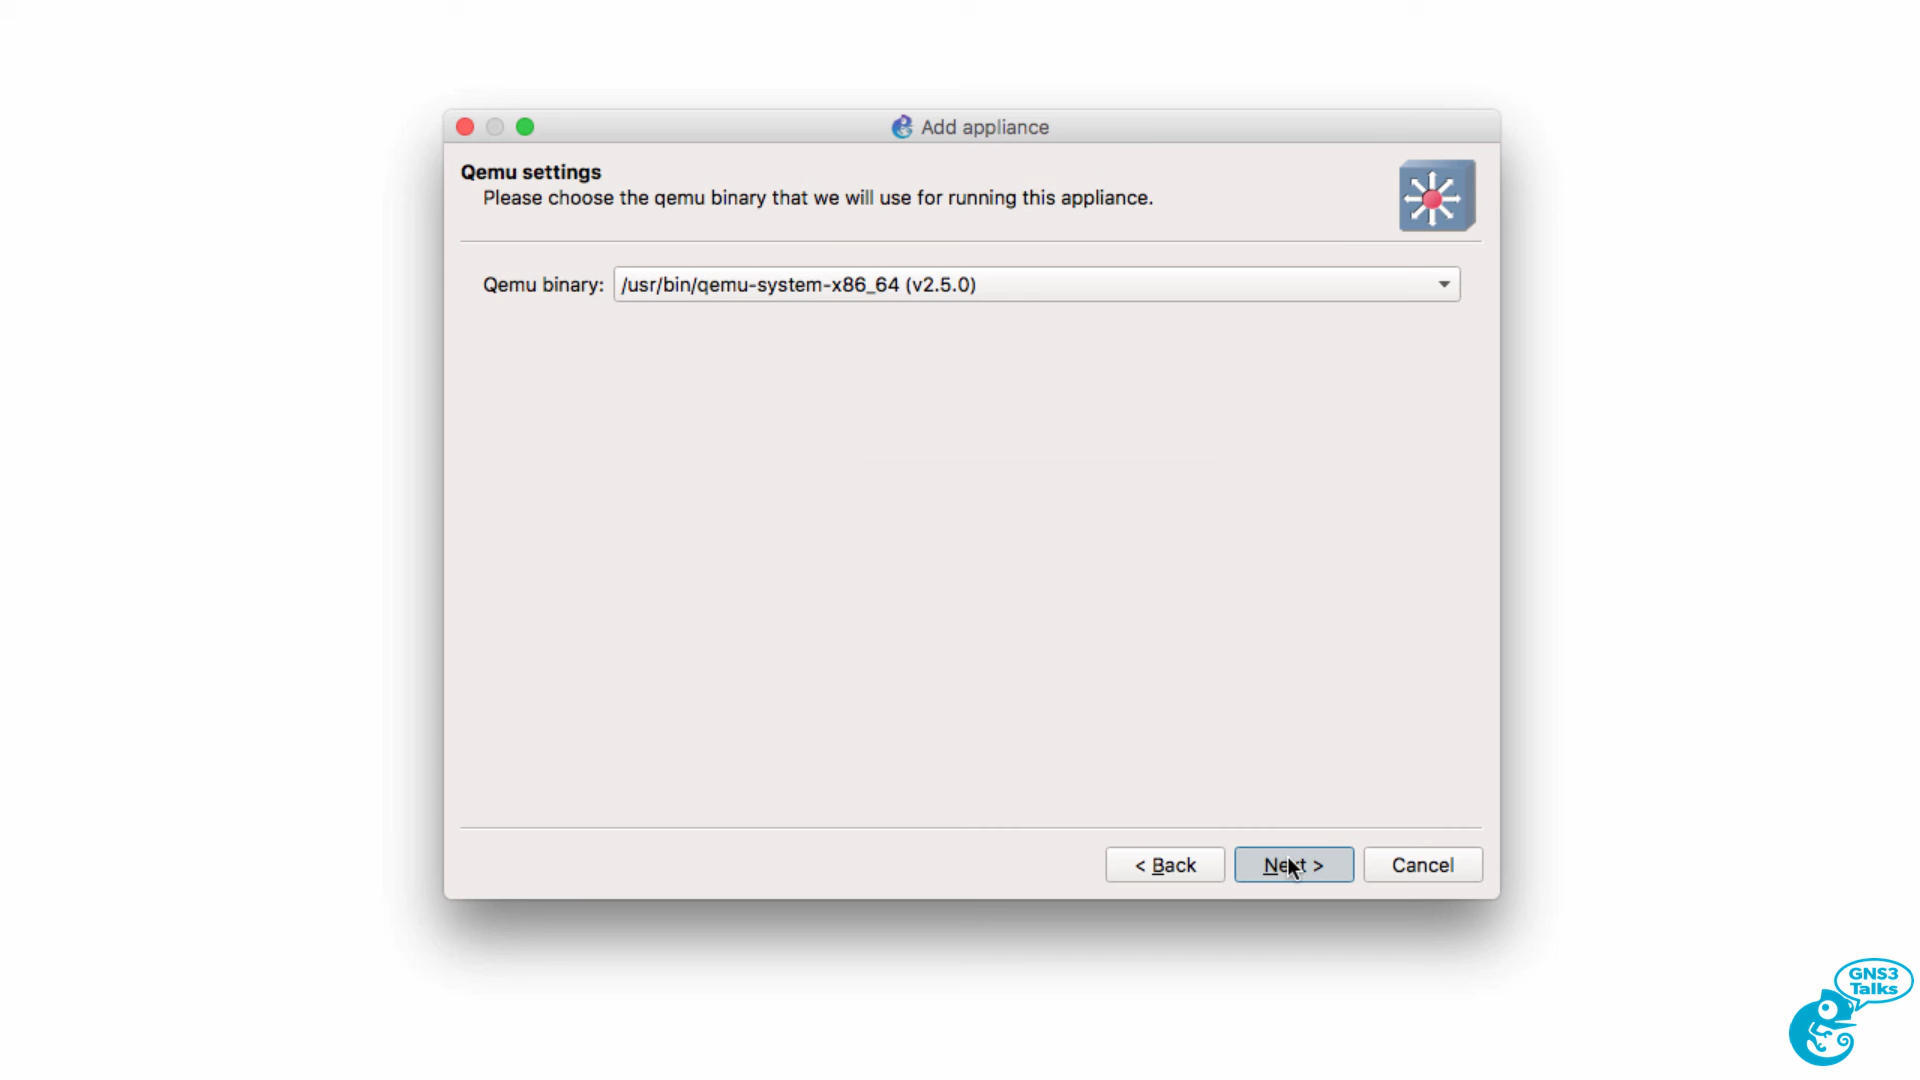 Add appliance
Qemu settings
Please choose the qemu binary that we will use for running this appliance.
Qemu binary: /usr/bin/qemu-system-x86_64 (v2.5.0)
< Back Next > Cancel
GNS3
Talks